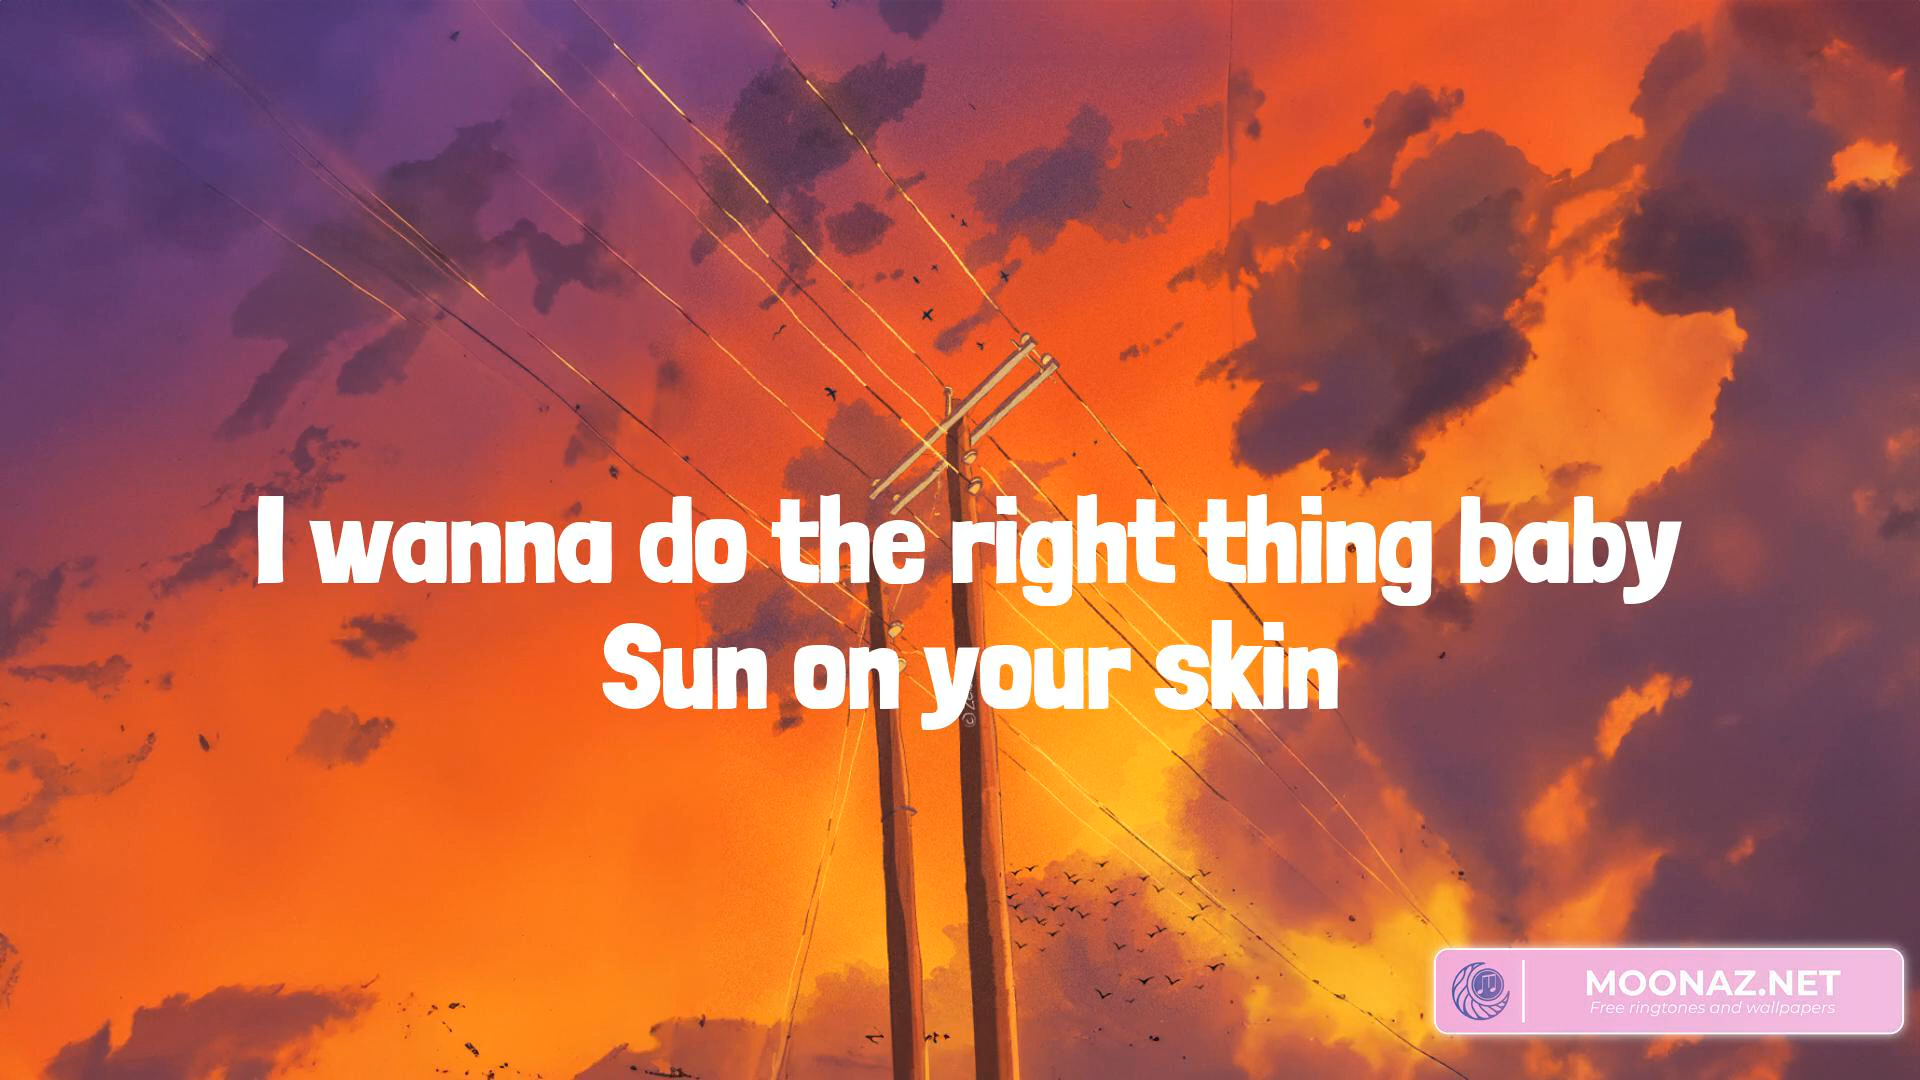 I wanna do the right thing baby
Sun on your skin
MOONAZ.NET
Free ringtones and wallpapers